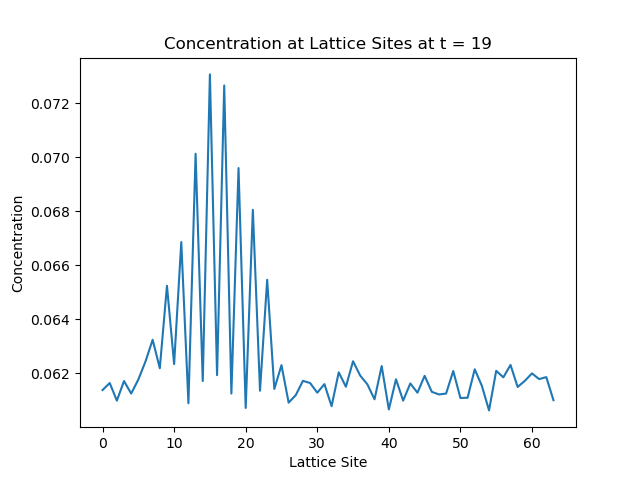 Concentration at Lattice Sites at t = 19
0.072
0.070
0.068
0.066
0.064
0.062
Concentration
0 10 20 30 40 50 60
Lattice Site